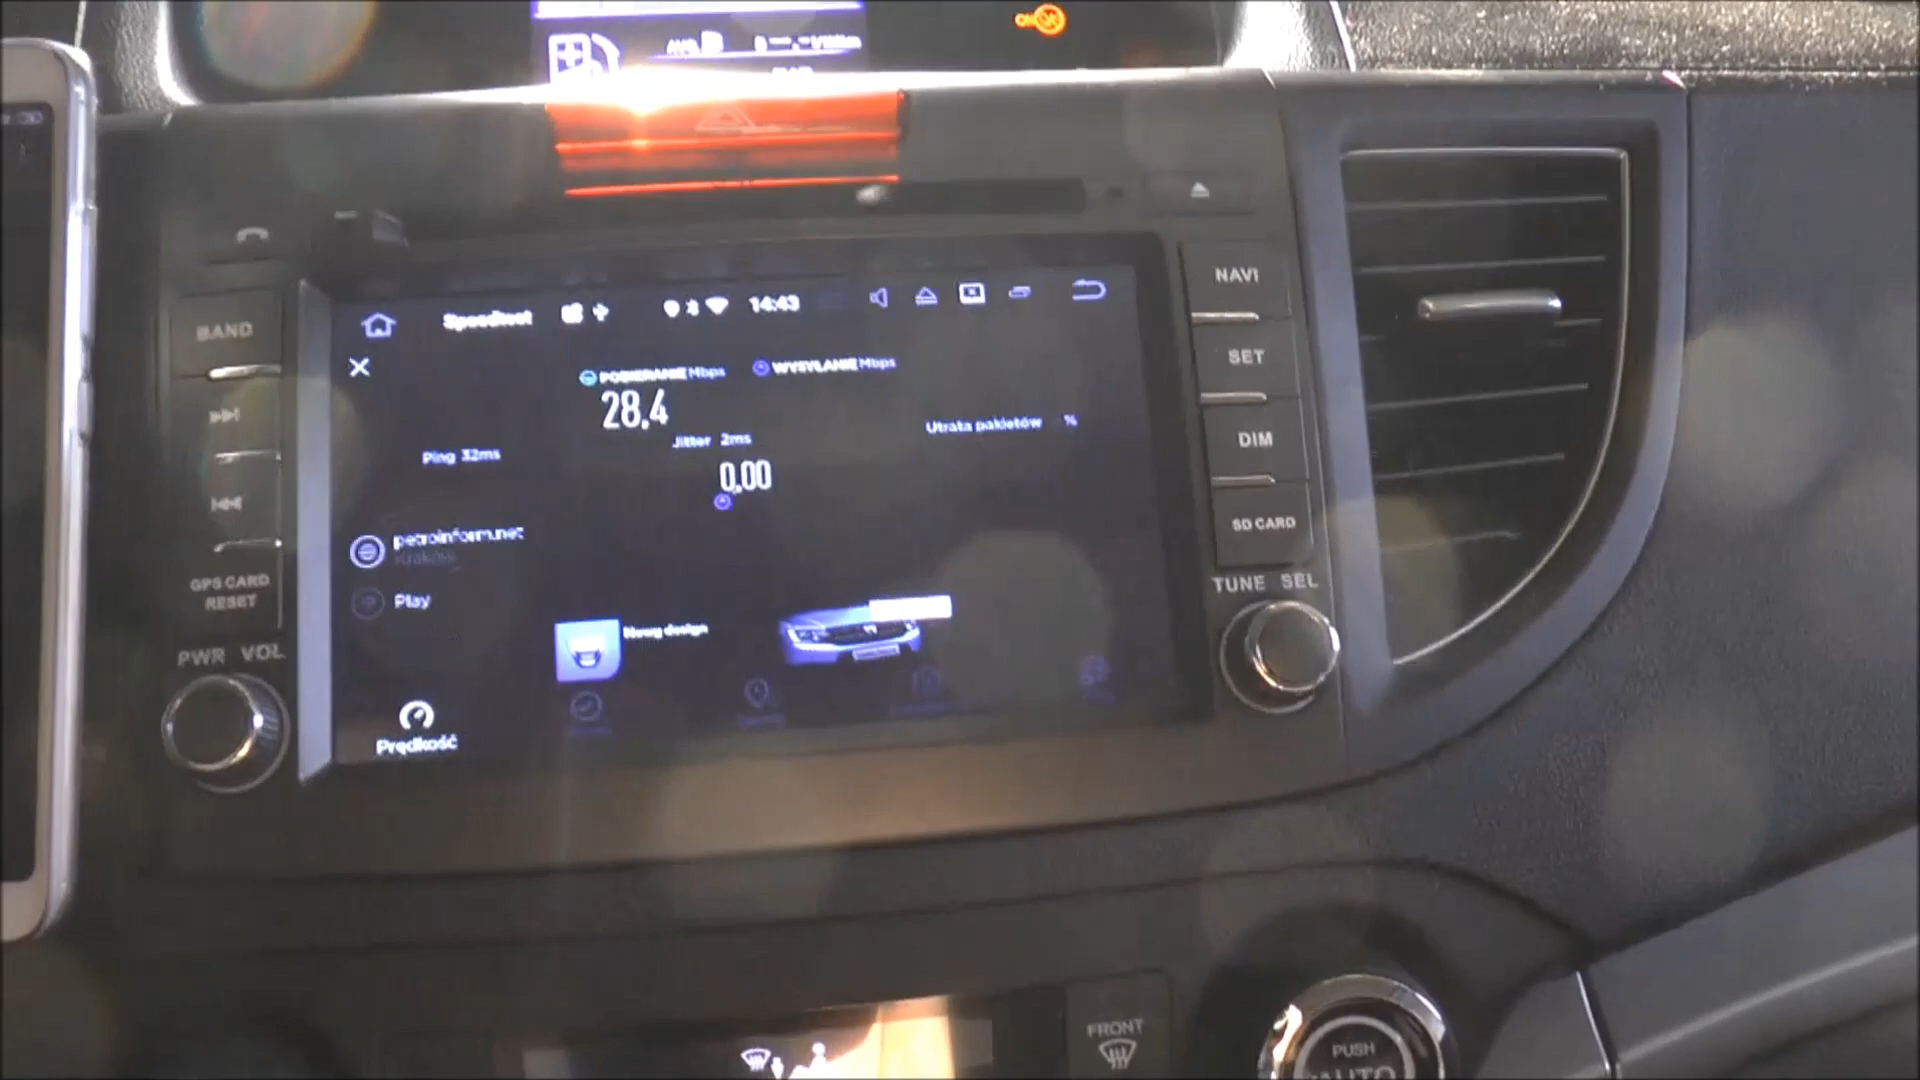 BAND
GPS CARD
RESET
PWR VOL
Speedtest
14:43
POBIERANIE Mbps
WYSYŁANIE Mbps
28,4
Ping 32ms
Jitter 2ms
Utrata pakietów %
0,00
petroinform.net
Kraków
Play
Nowy design
Prędkość
NAVI
SET
DIM
SD CARD
TUNE SEL
FRONT
PUSH
AUTO